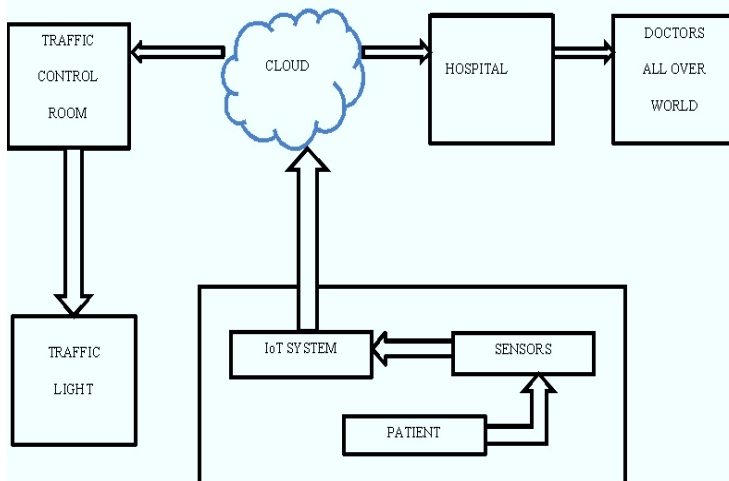 TRAFFIC
CONTROL
ROOM
CLOUD
HOSPITAL
DOCTORS
ALL OVER
WORLD
TRAFFIC
LIGHT
IoT SYSTEM
SENSORS
PATIENT